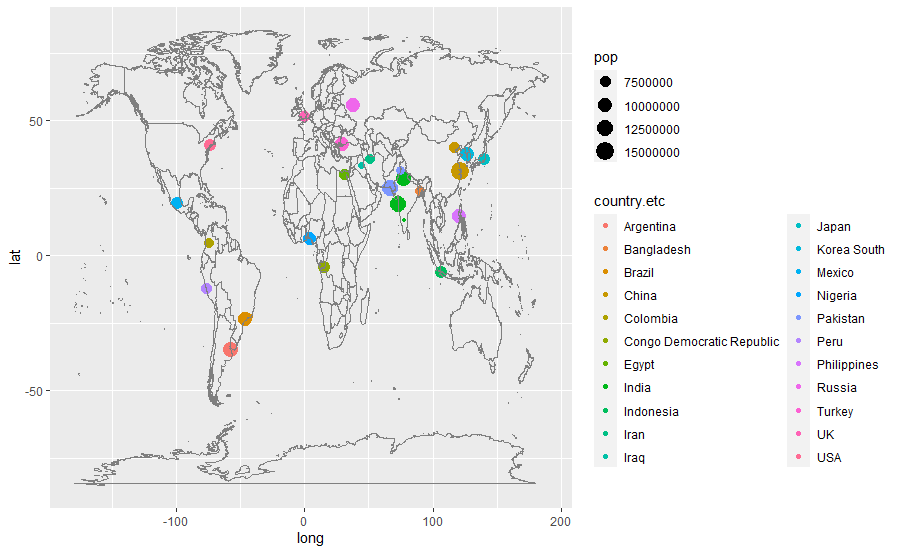 pop
7500000
10000000
12500000
15000000
country.etc
Argentina
Bangladesh
Brazil
China
Colombia
Congo Democratic Republic
Egypt
India
Indonesia
Iran
Iraq
Japan
Korea South
Mexico
Nigeria
Pakistan
Peru
Philippines
Russia
Turkey
UK
USA
lat
50
0
-50
-100
0
100
200
long